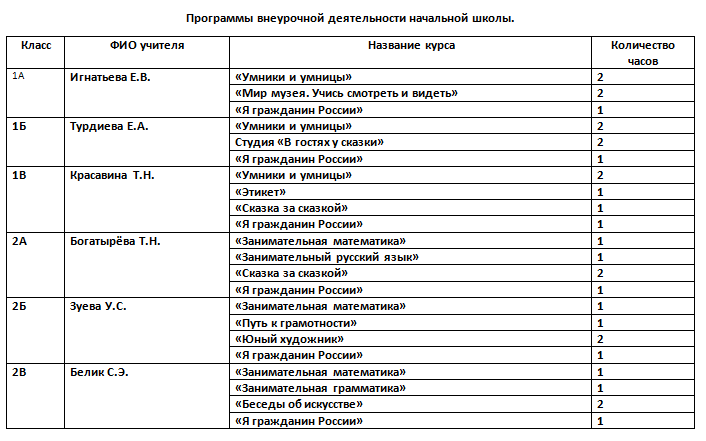 Программы внеурочной деятельности начальной школы.
Класс ФИО учителя Название курса Количество
часов
1А Игнатьева Е.В. «Умники и умницы» 2
«Мир музея. Учись смотреть и видеть» 2
«Я гражданин России» 1
1Б Турдиева Е.А. «Умники и умницы» 2
Студия «В гостях у сказки» 2
«Я гражданин России» 1
1В Красавина Т.Н. «Умники и умницы» 2
«Этикет» 1
«Сказка за сказкой» 1
«Я гражданин России» 1
2А Богатырёва Т.Н. «Занимательная математика» 1
«Занимательный русский язык» 1
«Сказка за сказкой» 2
«Я гражданин России» 1
2Б Зуева У.С. «Занимательная математика» 1
«Путь к грамотности» 1
«Юный художник» 2
«Я гражданин России» 1
2В Белик С.Э. «Занимательная математика» 1
«Занимательная грамматика» 1
«Беседы об искусстве» 2
«Я гражданин России» 1